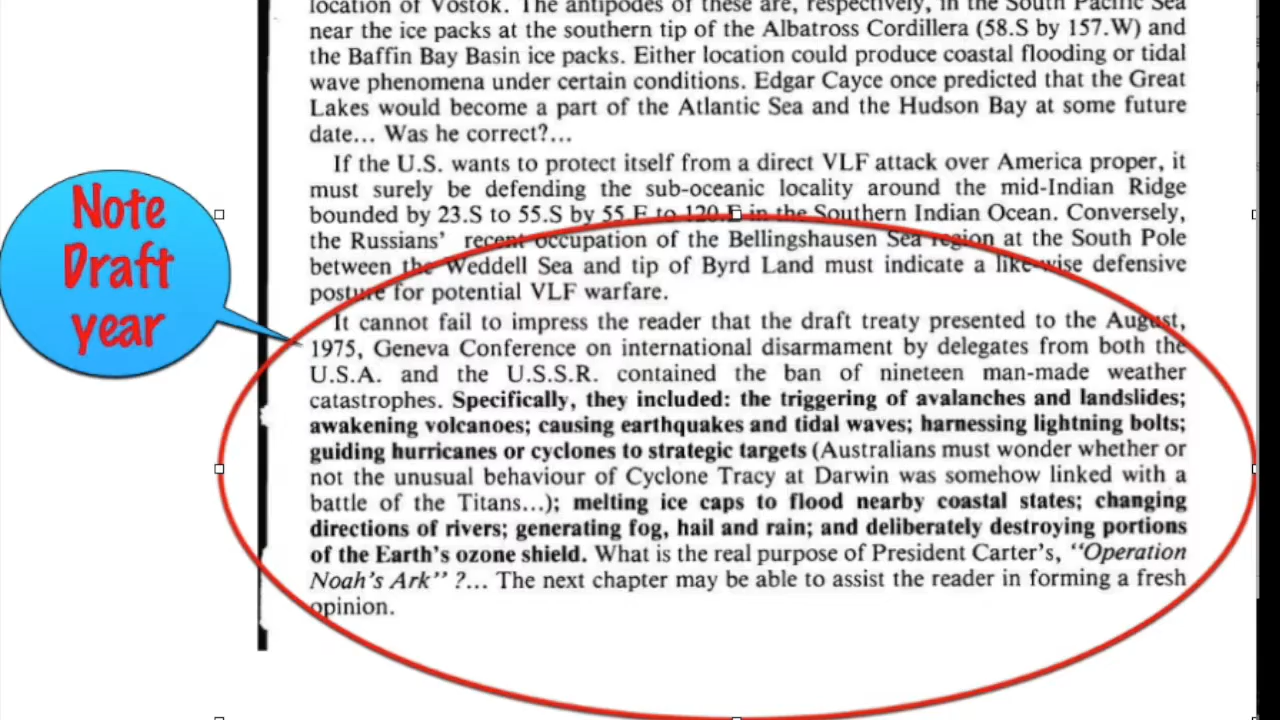 location of Vostok. The antipodes of these are, respectively, in the South Pacific Sea
near the ice packs at the southern tip of the Albatross Cordillera (58.S by 157.W) and
the Baffin Bay Basin ice packs. Either location could produce coastal flooding or tidal
wave phenomena under certain conditions. Edgar Cayce once predicted that the Great
Lakes would become a part of the Atlantic Sea and the Hudson Bay at some future
date... Was he correct?...
If the U.S. wants to protect itself from a direct VLF attack over America proper, it
must surely be defending the sub-oceanic locality around the mid-Indian Ridge
bounded by 23.S to 55.S by 55.E to 120.E in the Southern Indian Ocean. Conversely,
the Russians' recent occupation of the Bellingshausen Sea region at the South Pole
between the Weddell Sea and tip of Byrd Land must indicate a like-wise defensive
posture for potential VLF warfare.
It cannot fail to impress the reader that the draft treaty presented to the August,
1975, Geneva Conference on international disarmament by delegates from both the
U.S.A. and the U.S.S.R. contained the ban of nineteen man-made weather
catastrophes. Specifically, they included: the triggering of avalanches and landslides;
awakening volcanoes; causing earthquakes and tidal waves; harnessing lightning bolts;
guiding hurricanes or cyclones to strategic targets (Australians must wonder whether or
not the unusual behaviour of Cyclone Tracy at Darwin was somehow linked with a
battle of the Titans...); melting ice caps to flood nearby coastal states; changing
directions of rivers; generating fog, hail and rain; and deliberately destroying portions
of the Earth's ozone shield. What is the real purpose of President Carter's, "Operation
Noah's Ark" ?... The next chapter may be able to assist the reader in forming a fresh
opinion.
Note
Draft
year